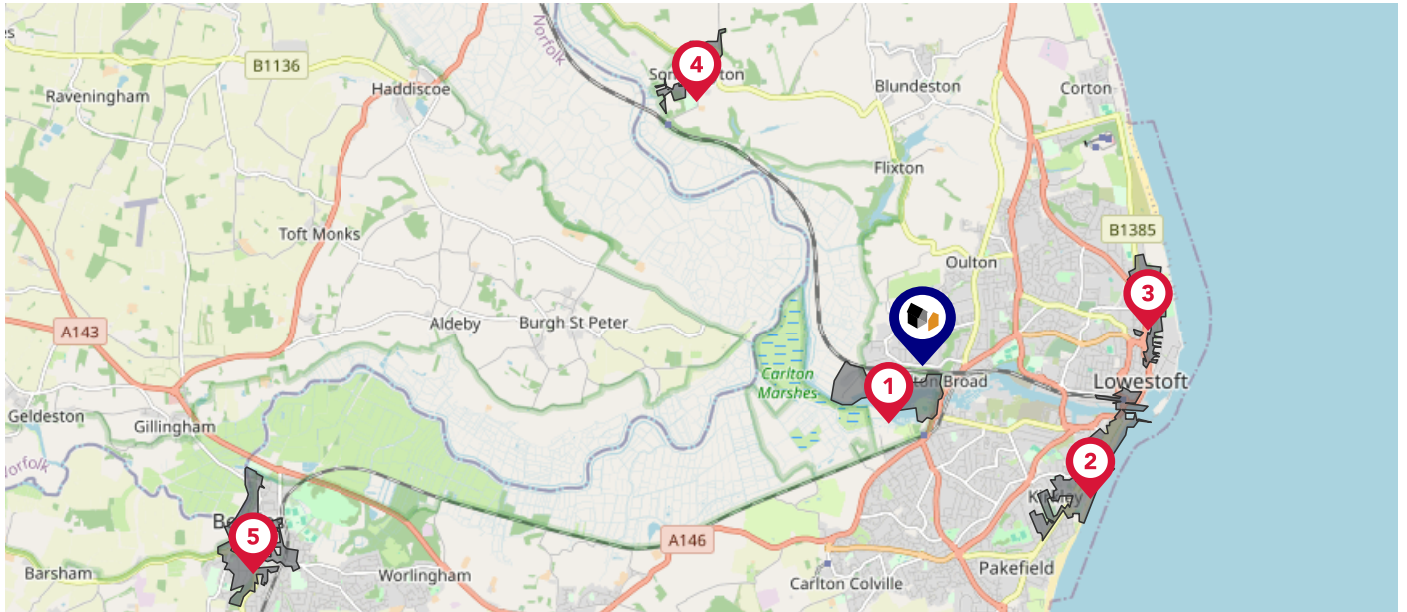 Norfolk
B1136
Raveningham
Haddiscoe
4
Blundeston
Corton
Flixton
B1385
Toft Monks
Oulton
3
A143
Aldeby
Burgh St Peter
Carlton
Marshes
1
Broad
Lowestoft
Geldeston
Gillingham
2
5
A146
Barsham
Worlingham
Carlton Colville
Pakefield